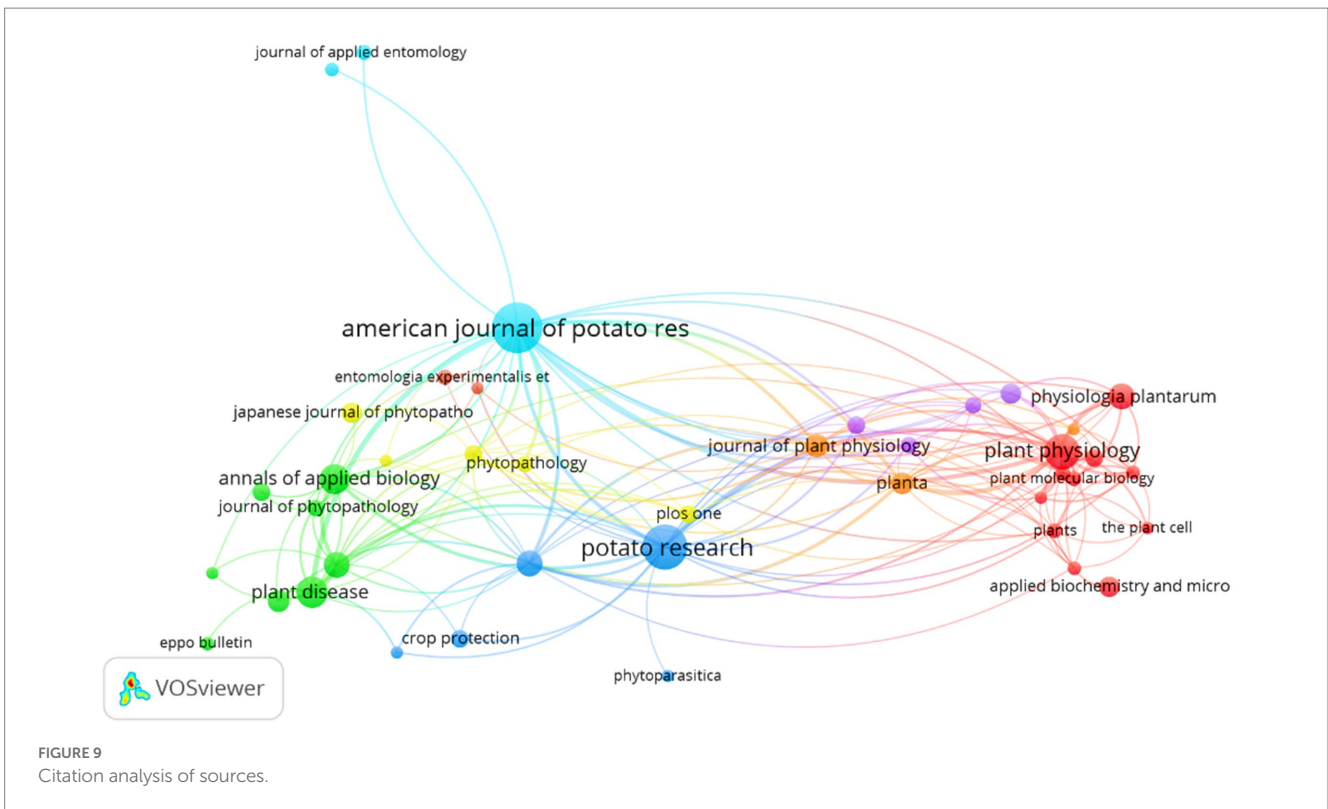 journal of applied entomology
american journal of potato res
entomologia experimentalis et
japanese journal of phytopatho
physiologia plantarum
journal of plant physiology
plant physiology
phytopathology
annals of applied biology
plant molecular biology
planta
journal of phytopathology
plos one
plants
the plant cell
potato research
plant disease
applied biochemistry and micro
crop protection
eppo bulletin
phytoparasitica
VOSviewer
FIGURE 9
Citation analysis of sources.